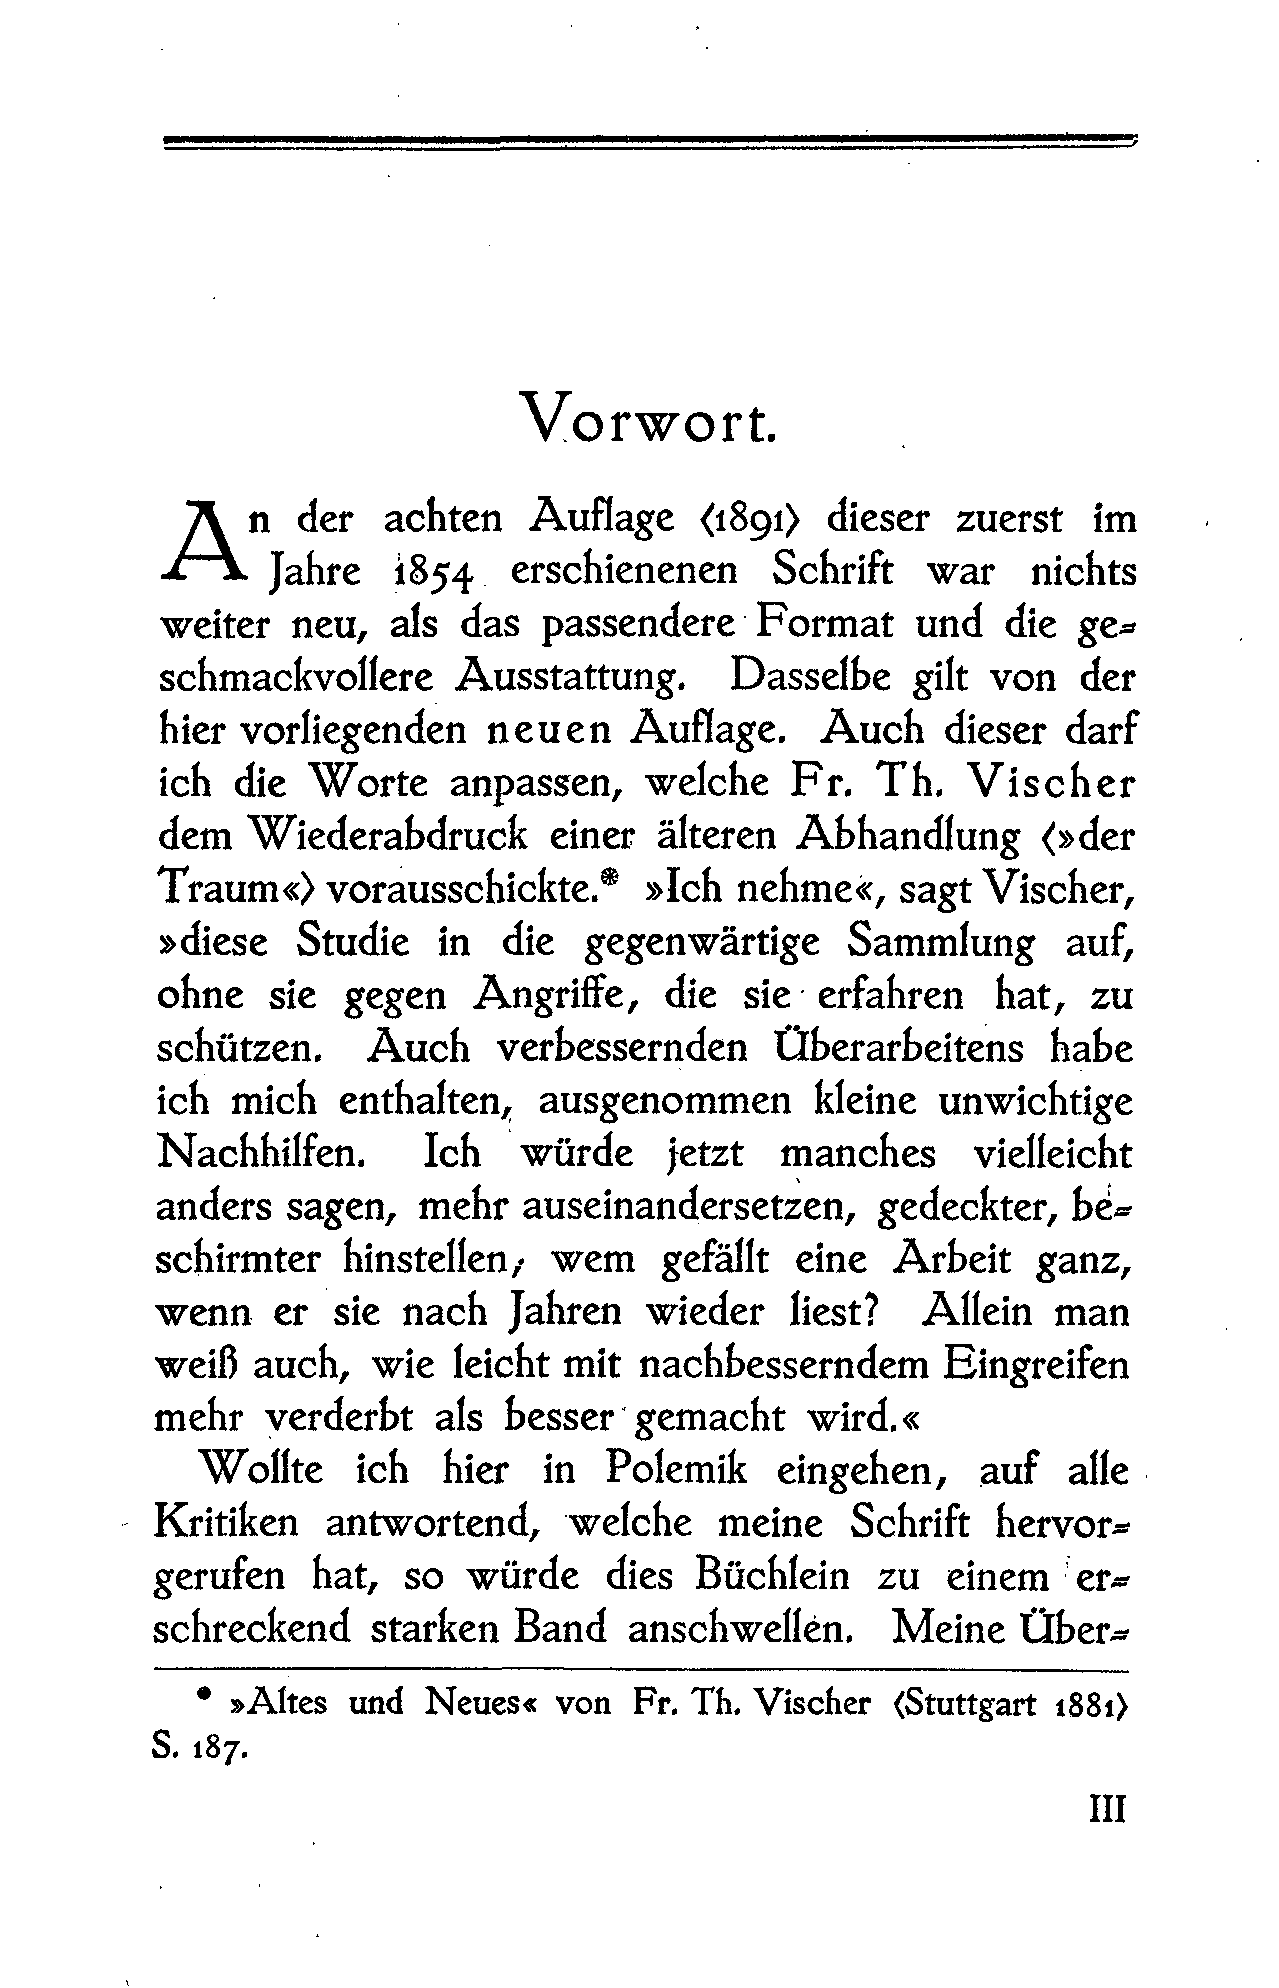 Vorwort.
An der achten Auflage (1891) dieser zuerst im
Jahre 1854 erschienenen Schrift war nichts
weiter neu, als das passendere Format und die ge-
schmackvollere Ausstattung. Dasselbe gilt von der
hier vorliegenden neuen Auflage. Auch dieser darf
ich die Worte anpassen, welche Fr. Th. Vischer
dem Wiederabdruck einer älteren Abhandlung (»der
Traum«) vorausschickte.* »Ich nehme«, sagt Vischer,
»diese Studie in die gegenwärtige Sammlung auf,
ohne sie gegen Angriffe, die sie erfahren hat, zu
schützen. Auch verbessernden Überarbeitens habe
ich mich enthalten, ausgenommen kleine unwichtige
Nachhilfen. Ich würde jetzt manches vielleicht
anders sagen, mehr auseinandersetzen, gedeckter, be-
schirmter hinstellen; wem gefällt eine Arbeit ganz,
wenn er sie nach Jahren wieder liest? Allein man
weiß auch, wie leicht mit nachbesserndem Eingreifen
mehr verderbt als besser gemacht wird.«
Wollte ich hier in Polemik eingehen, auf alle
Kritiken antwortend, welche meine Schrift hervor-
gerufen hat, so würde dies Büchlein zu einem er-
schreckend starken Band anschwellen. Meine Über-
* »Altes und Neues« von Fr. Th. Vischer (Stuttgart 1881)
S. 187.
III